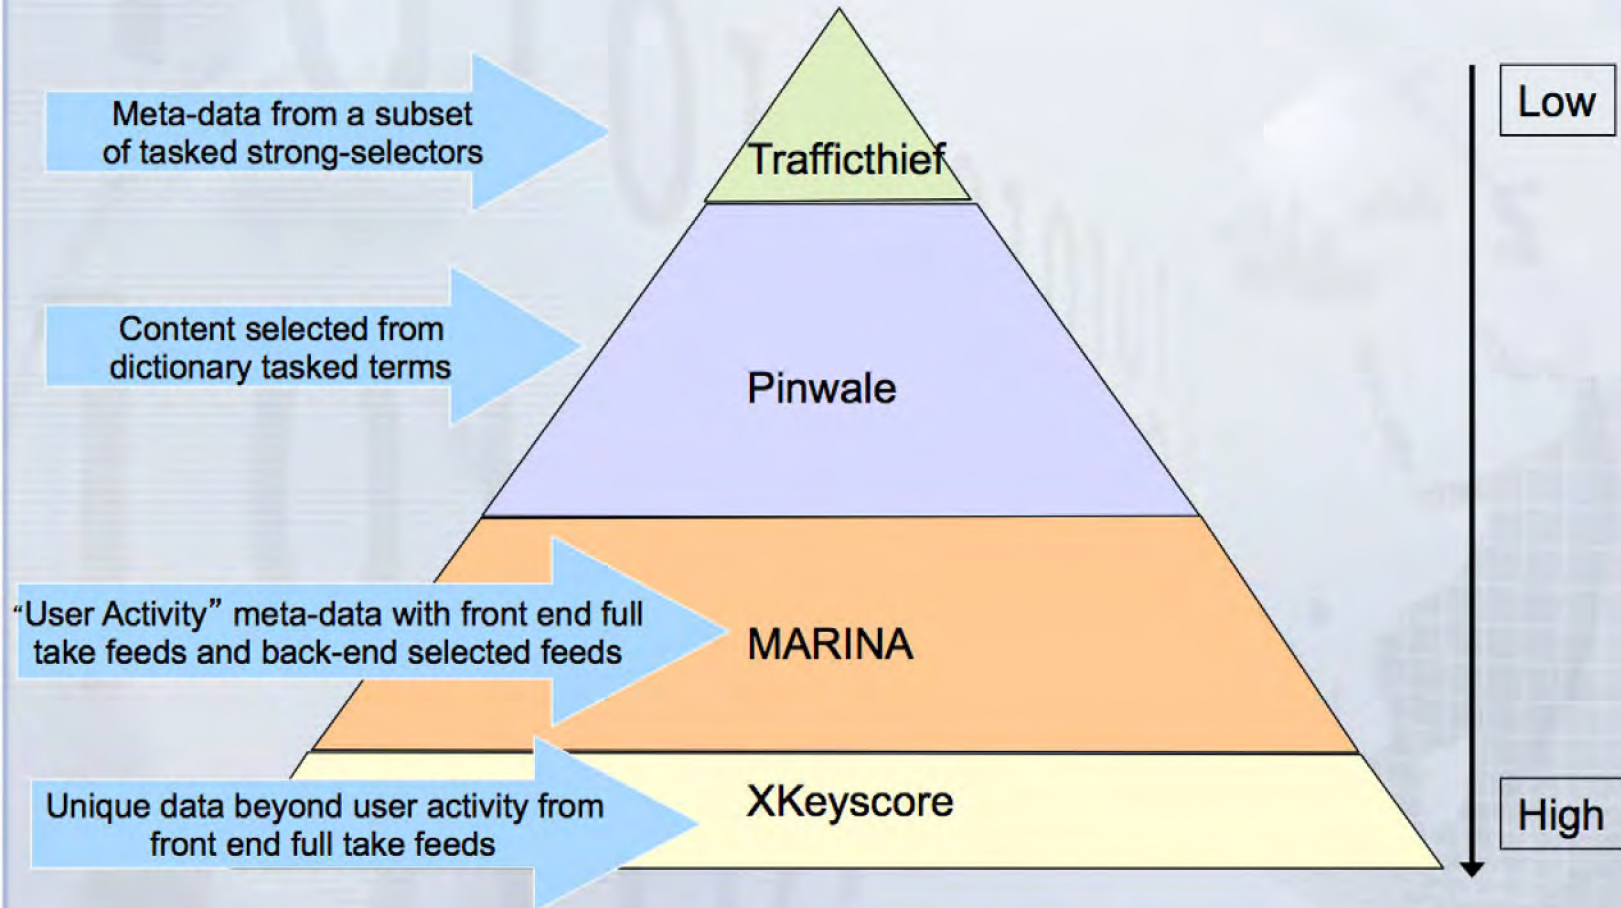 Low
Meta-data from a subset
of tasked strong-selectors
Trafficthief
Content selected from
dictionary tasked terms
Pinwale
“User Activity” meta-data with front end full
take feeds and back-end selected feeds
MARINA
Unique data beyond user activity from
front end full take feeds
XKeyscore
High